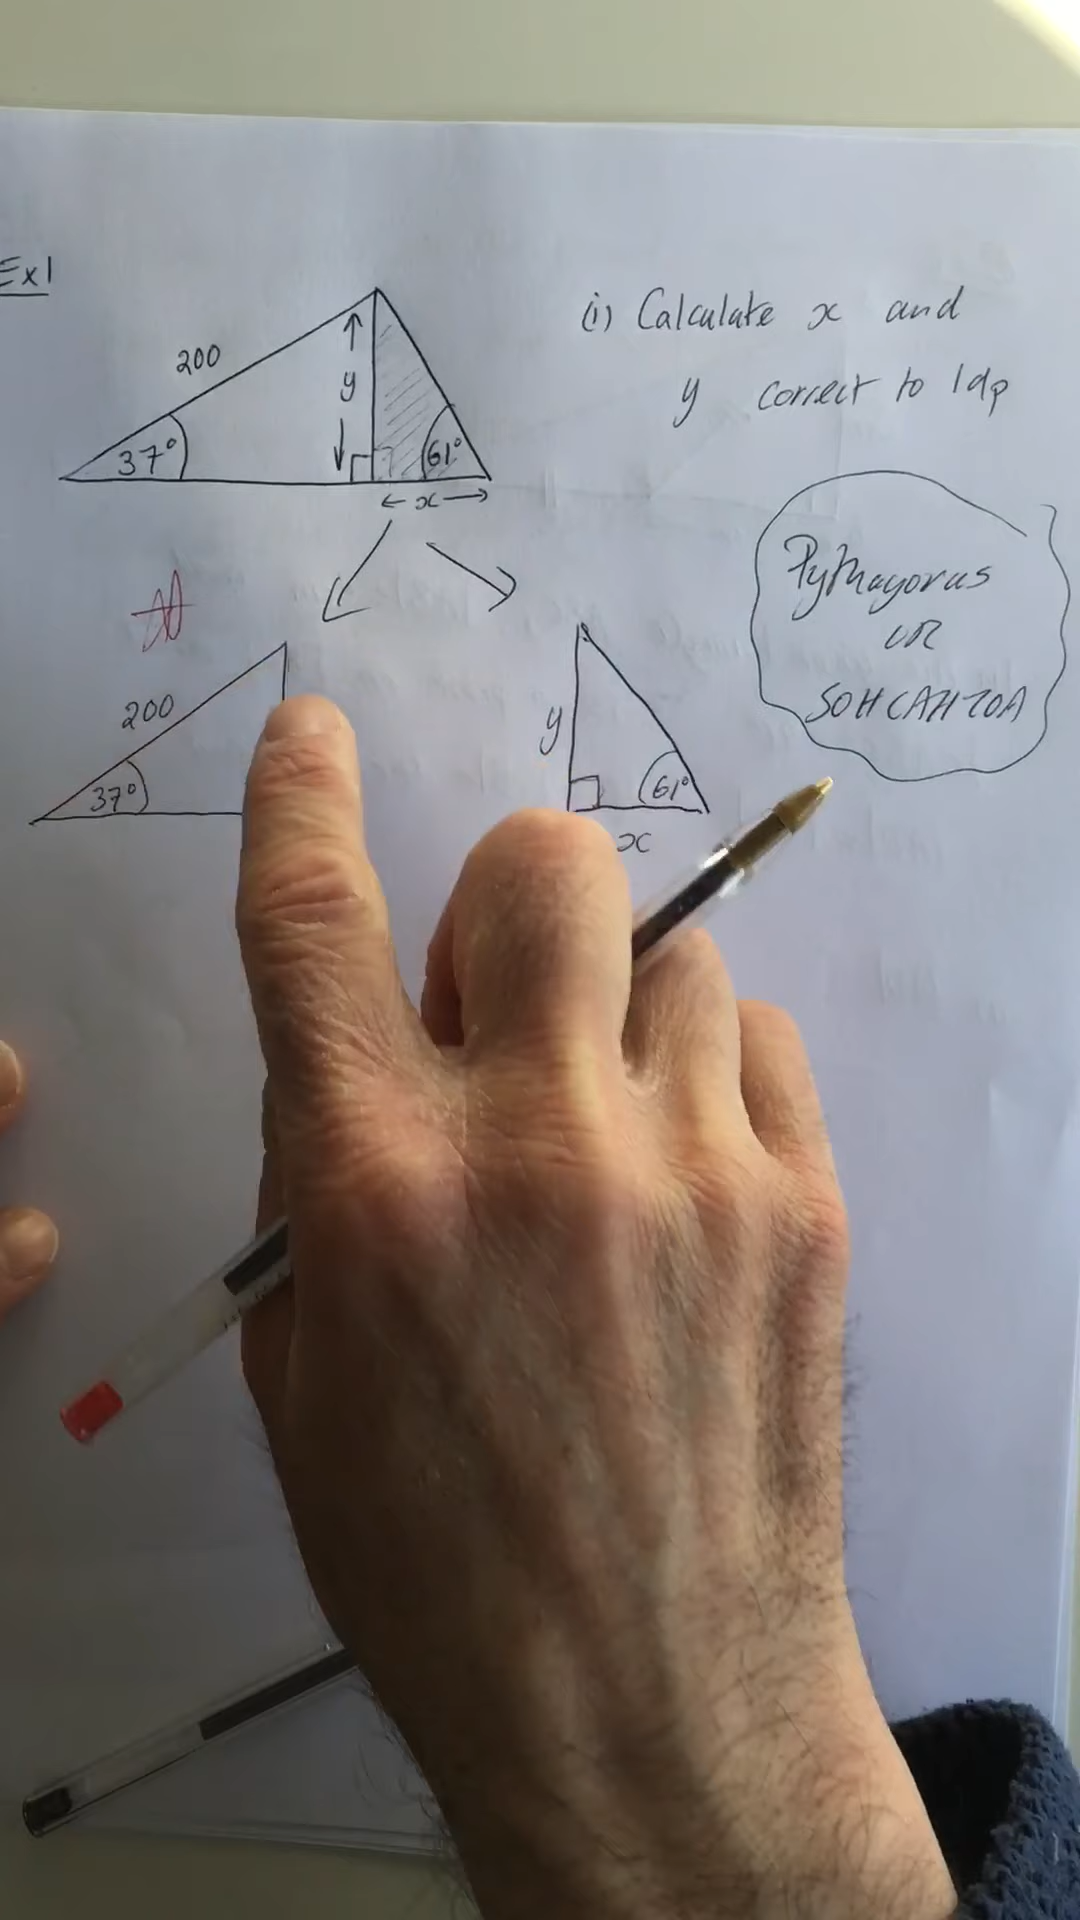 Ex1
(i) Calculate x and
y correct to 1dp
200
y
37°
61°
x
Pythagorus
OR
SOHCAHTOA
200
37°
y
61°
x